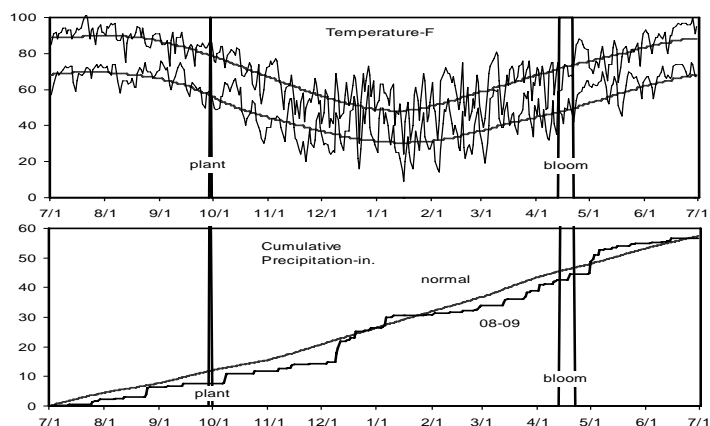 100
Temperature-F
80
60
40
20
plant
bloom
0
7/1 8/1 9/1 10/1 11/1 12/1 1/1 2/1 3/1 4/1 5/1 6/1 7/1
60
Cumulative
Precipitation-in.
50
normal
40
30
08-09
20
10
plant
bloom
0
7/1 8/1 9/1 10/1 11/1 12/1 1/1 2/1 3/1 4/1 5/1 6/1 7/1